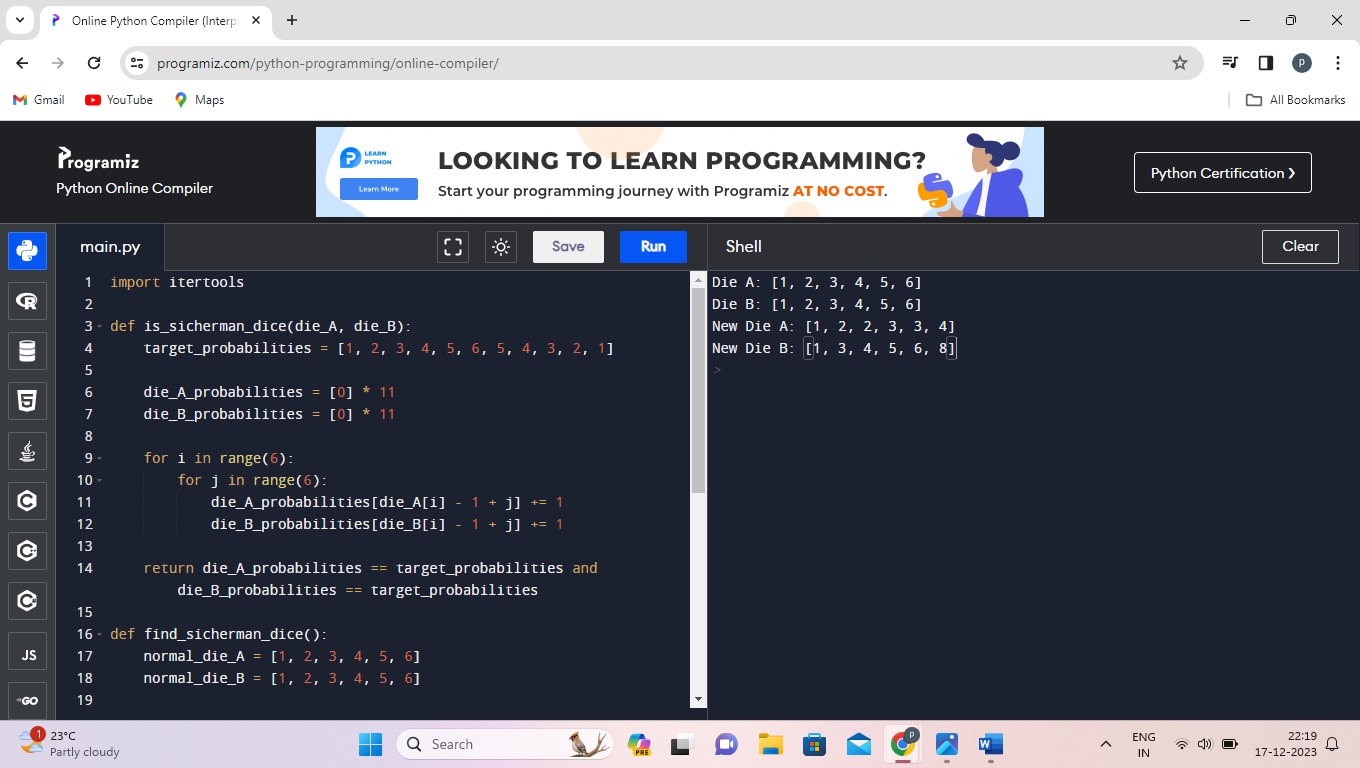 Online Python Compiler (Interp
programiz.com/python-programming/online-compiler/
P
Gmail YouTube Maps All Bookmarks
Programiz
Python Online Compiler
LEARN PYTHON
Learn More
LOOKING TO LEARN PROGRAMMING?
Start your programming journey with Programiz AT NO COST.
Python Certification ›
main.py Save Run Shell Clear
1 import itertools
2
3 def is_sicherman_dice(die_A, die_B):
4     target_probabilities = [1, 2, 3, 4, 5, 6, 5, 4, 3, 2, 1]
5
6     die_A_probabilities = [0] * 11
7     die_B_probabilities = [0] * 11
8
9     for i in range(6):
10         for j in range(6):
11             die_A_probabilities[die_A[i] - 1 + j] += 1
12             die_B_probabilities[die_B[i] - 1 + j] += 1
13
14     return die_A_probabilities == target_probabilities and
        die_B_probabilities == target_probabilities
15
16 def find_sicherman_dice():
17     normal_die_A = [1, 2, 3, 4, 5, 6]
18     normal_die_B = [1, 2, 3, 4, 5, 6]
19
Die A: [1, 2, 3, 4, 5, 6]
Die B: [1, 2, 3, 4, 5, 6]
New Die A: [1, 2, 2, 3, 3, 4]
New Die B: [1, 3, 4, 5, 6, 8]
>
R
5
C
C
C
JS
GO
1
23°C
Partly cloudy
Search
PRE
P
W
ENG
IN
22:19
17-12-2023